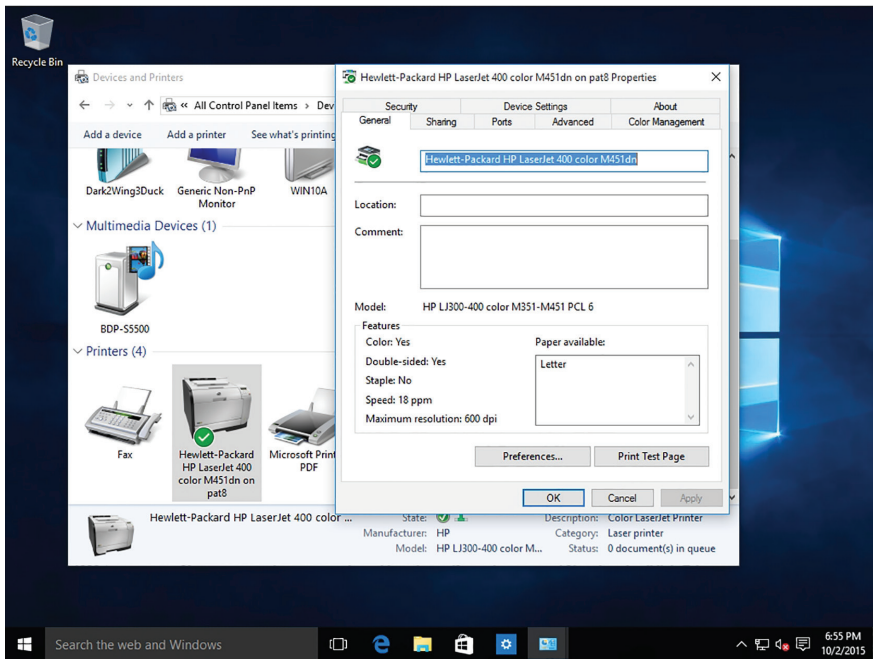 Recycle Bin
Devices and Printers
« All Control Panel Items › Dev
Add a device Add a printer See what's printing
Dark2Wing3Duck
Generic Non-PnP
Monitor
WIN10A
Multimedia Devices (1)
BDP-S5500
Printers (4)
Fax
Hewlett-Packard
HP LaserJet 400
color M451dn on
pat8
Microsoft Print
PDF
Hewlett-Packard HP LaserJet 400 color ...
State:
Description: Color LaserJet Printer
Manufacturer: HP
Category: Laser printer
Model: HP LJ300-400 color M...
Status: 0 document(s) in queue
Hewlett-Packard HP LaserJet 400 color M451dn on pat8 Properties
Security Device Settings About
General Sharing Ports Advanced Color Management
Hewlett-Packard HP LaserJet 400 color M451dn
Location:
Comment:
Model: HP LJ300-400 color M351-M451 PCL 6
Features
Color: Yes
Double-sided: Yes
Staple: No
Speed: 18 ppm
Maximum resolution: 600 dpi
Paper available:
Letter
Preferences... Print Test Page
OK Cancel Apply
Search the web and Windows
6:55 PM
10/2/2015